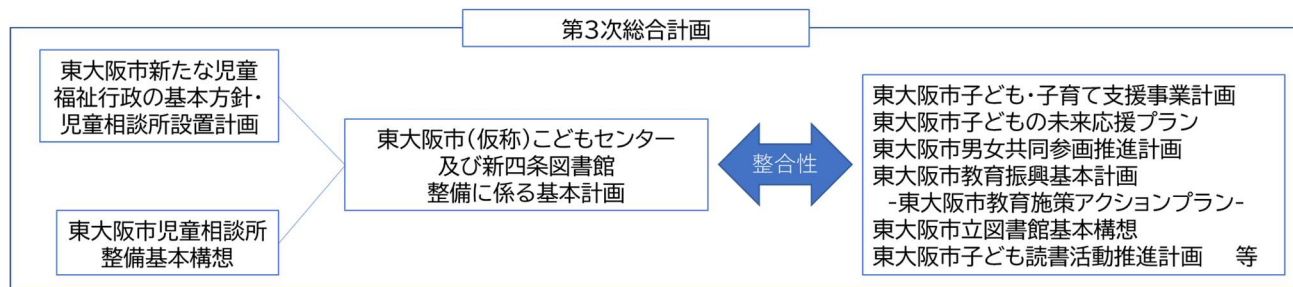 第3次総合計画
東大阪市新たな児童
福祉行政の基本方針・
児童相談所設置計画
東大阪市児童相談所
整備基本構想
東大阪市(仮称)こどもセンター
及び新四条図書館
整備に係る基本計画
整合性
東大阪市子ども・子育て支援事業計画
東大阪市子どもの未来応援プラン
東大阪市男女共同参画推進計画
東大阪市教育振興基本計画
-東大阪市教育施策アクションプラン-
東大阪市立図書館基本構想
東大阪市子ども読書活動推進計画　等